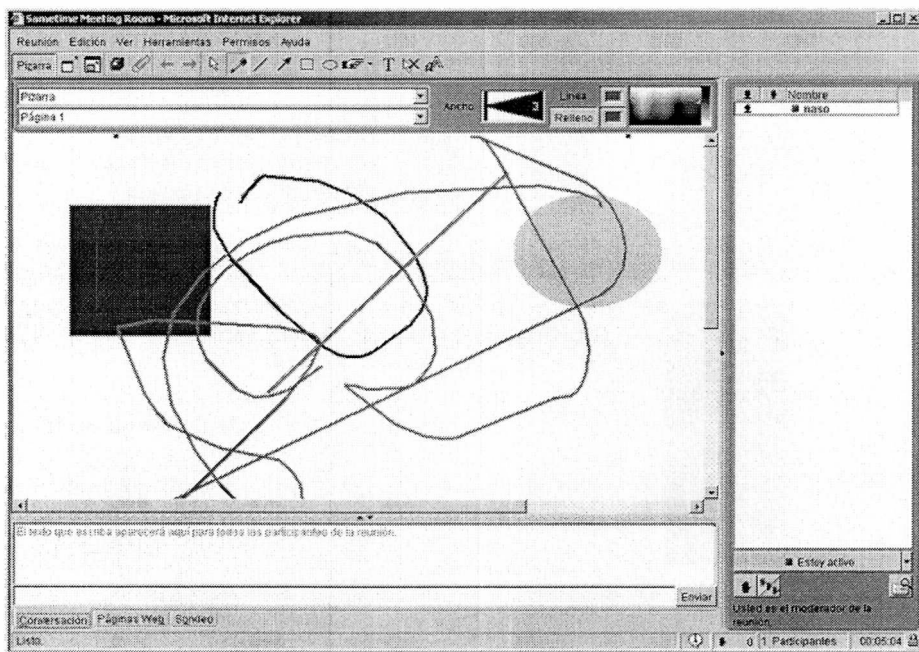 Sametime Meeting Room - Microsoft Internet Explorer
Reunión Edición Ver Herramientas Permisos Ayuda
Pizarra
Pizarra
Página 1
Ancho
Línea
Relleno
Nombre
naso
El texto que escriba aparecerá aquí para todos los participantes de la reunión.
Enviar
Conversación Páginas Web Sondeo
Estoy activo
Usted es el moderador de la
reunión.
Listo.
0 1 Participantes 00:05:04